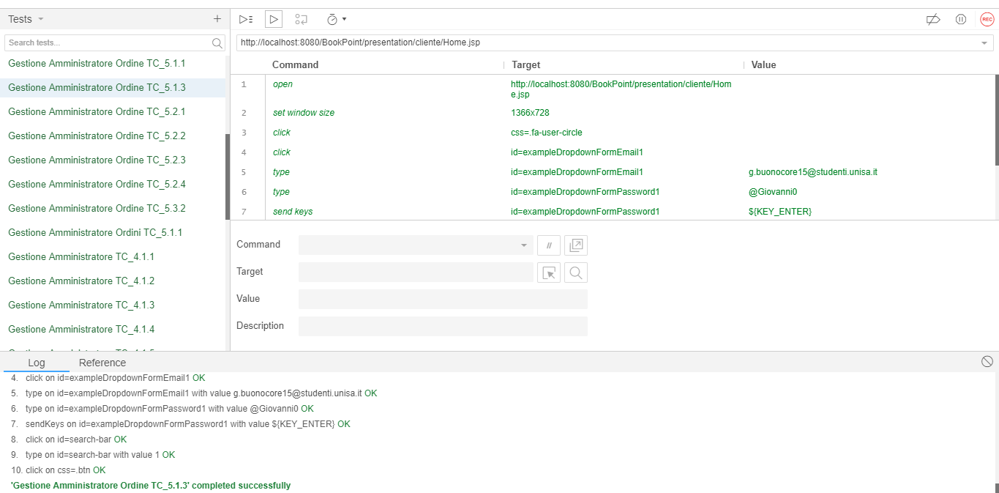 Tests
Search tests...
Gestione Amministratore Ordine TC_5.1.1
Gestione Amministratore Ordine TC_5.1.3
Gestione Amministratore Ordine TC_5.2.1
Gestione Amministratore Ordine TC_5.2.2
Gestione Amministratore Ordine TC_5.2.3
Gestione Amministratore Ordine TC_5.2.4
Gestione Amministratore Ordine TC_5.3.2
Gestione Amministratore Ordini TC_5.1.1
Gestione Amministratore TC_4.1.1
Gestione Amministratore TC_4.1.2
Gestione Amministratore TC_4.1.3
Gestione Amministratore TC_4.1.4
REC
http://localhost:8080/BookPoint/presentation/cliente/Home.jsp
Command Target Value
1 open http://localhost:8080/BookPoint/presentation/cliente/Hom
e.jsp
2 set window size 1366x728
3 click css=.fa-user-circle
4 click id=exampleDropdownFormEmail1
5 type id=exampleDropdownFormEmail1 g.buonocore15@studenti.unisa.it
6 type id=exampleDropdownFormPassword1 @Giovanni0
7 send keys id=exampleDropdownFormPassword1 ${KEY_ENTER}
Command //
Target
Value
Description
Log Reference
4. click on id=exampleDropdownFormEmail1 OK
5. type on id=exampleDropdownFormEmail1 with value g.buonocore15@studenti.unisa.it OK
6. type on id=exampleDropdownFormPassword1 with value @Giovanni0 OK
7. sendKeys on id=exampleDropdownFormPassword1 with value ${KEY_ENTER} OK
8. click on id=search-bar OK
9. type on id=search-bar with value 1 OK
10. click on css=.btn OK
'Gestione Amministratore Ordine TC_5.1.3' completed successfully